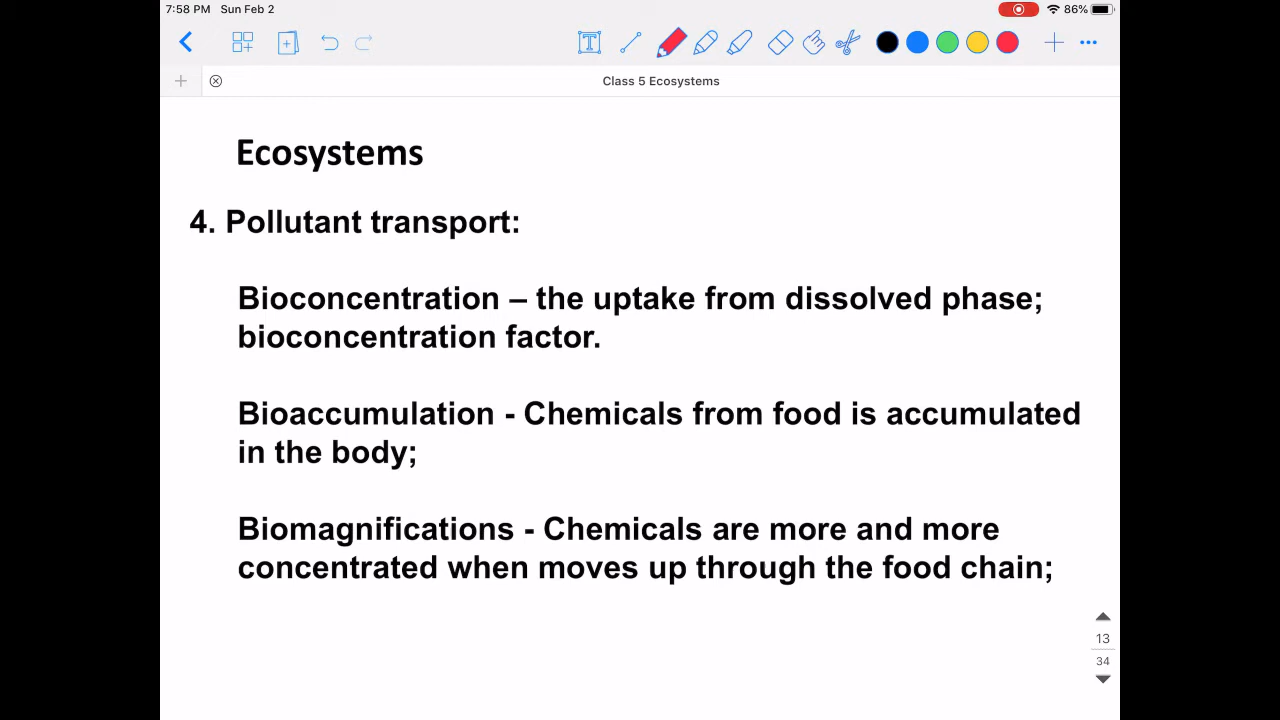 7:58 PM Sun Feb 2
86%
T
Class 5 Ecosystems
Ecosystems
4. Pollutant transport:
Bioconcentration – the uptake from dissolved phase;
bioconcentration factor.
Bioaccumulation - Chemicals from food is accumulated
in the body;
Biomagnifications - Chemicals are more and more
concentrated when moves up through the food chain;
13
34